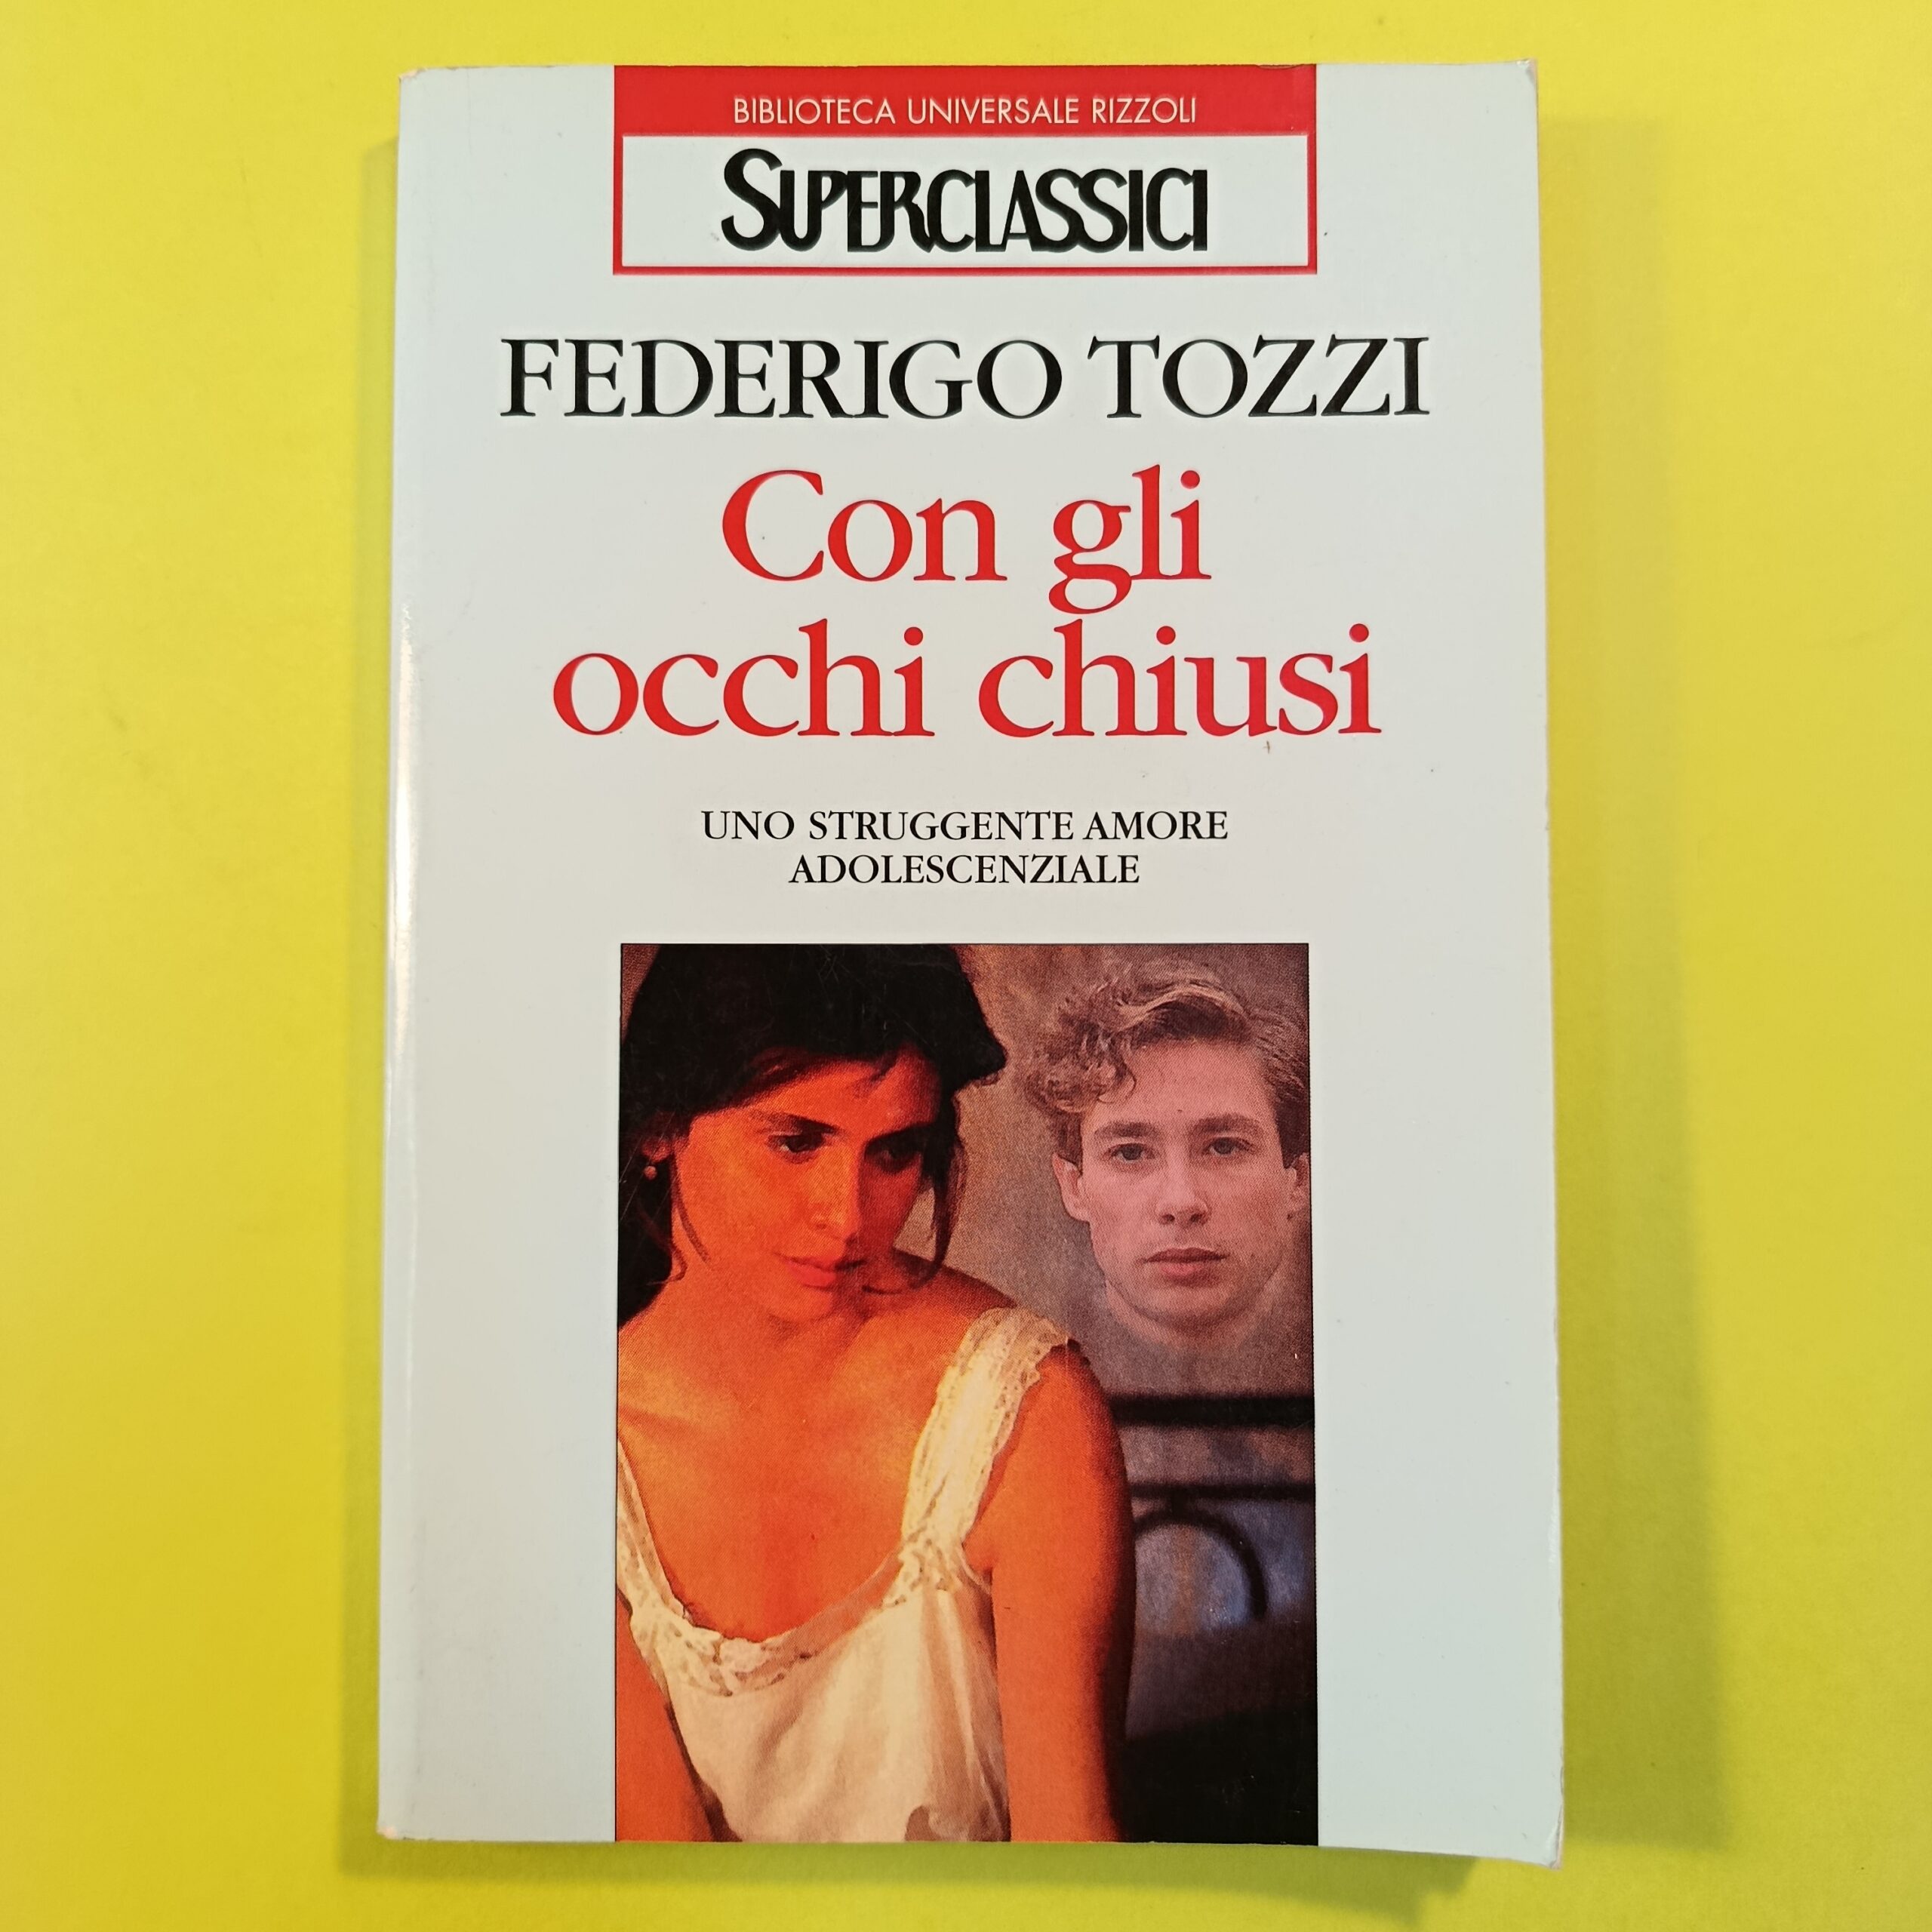 BIBLIOTECA UNIVERSALE RIZZOLI
SUPERCLASSICI
FEDERIGO TOZZI
Con gli
occhi chiusi
UNO STRUGGENTE AMORE
ADOLESCENZIALE